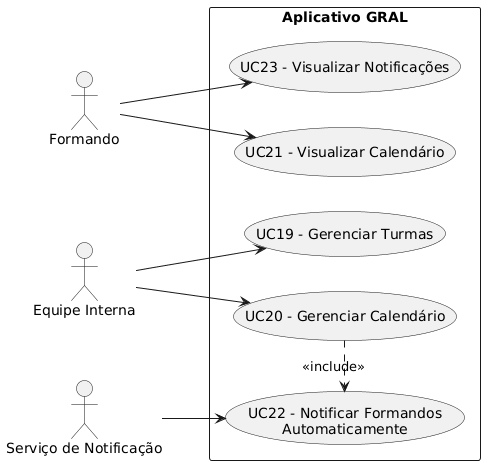 Aplicativo GRAL
UC23 - Visualizar Notificações
Formando
UC21 - Visualizar Calendário
UC19 - Gerenciar Turmas
Equipe Interna
UC20 - Gerenciar Calendário
«include»
UC22 - Notificar Formandos
Automaticamente
Serviço de Notificação